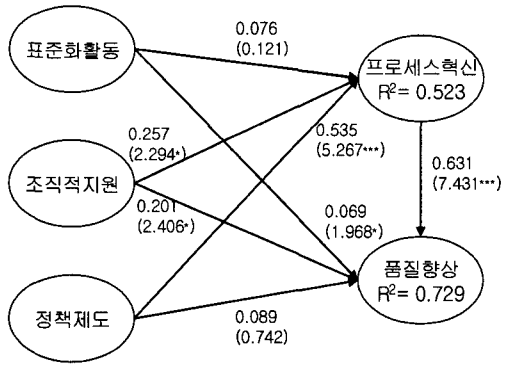 표준화활동
0.076
(0.121)
프로세스혁신
R²= 0.523
0.257
(2.294*)
0.535
(5.267***)
0.631
(7.431***)
조직적지원
0.201
(2.406*)
0.069
(1.968*)
품질향상
R²= 0.729
정책제도
0.089
(0.742)